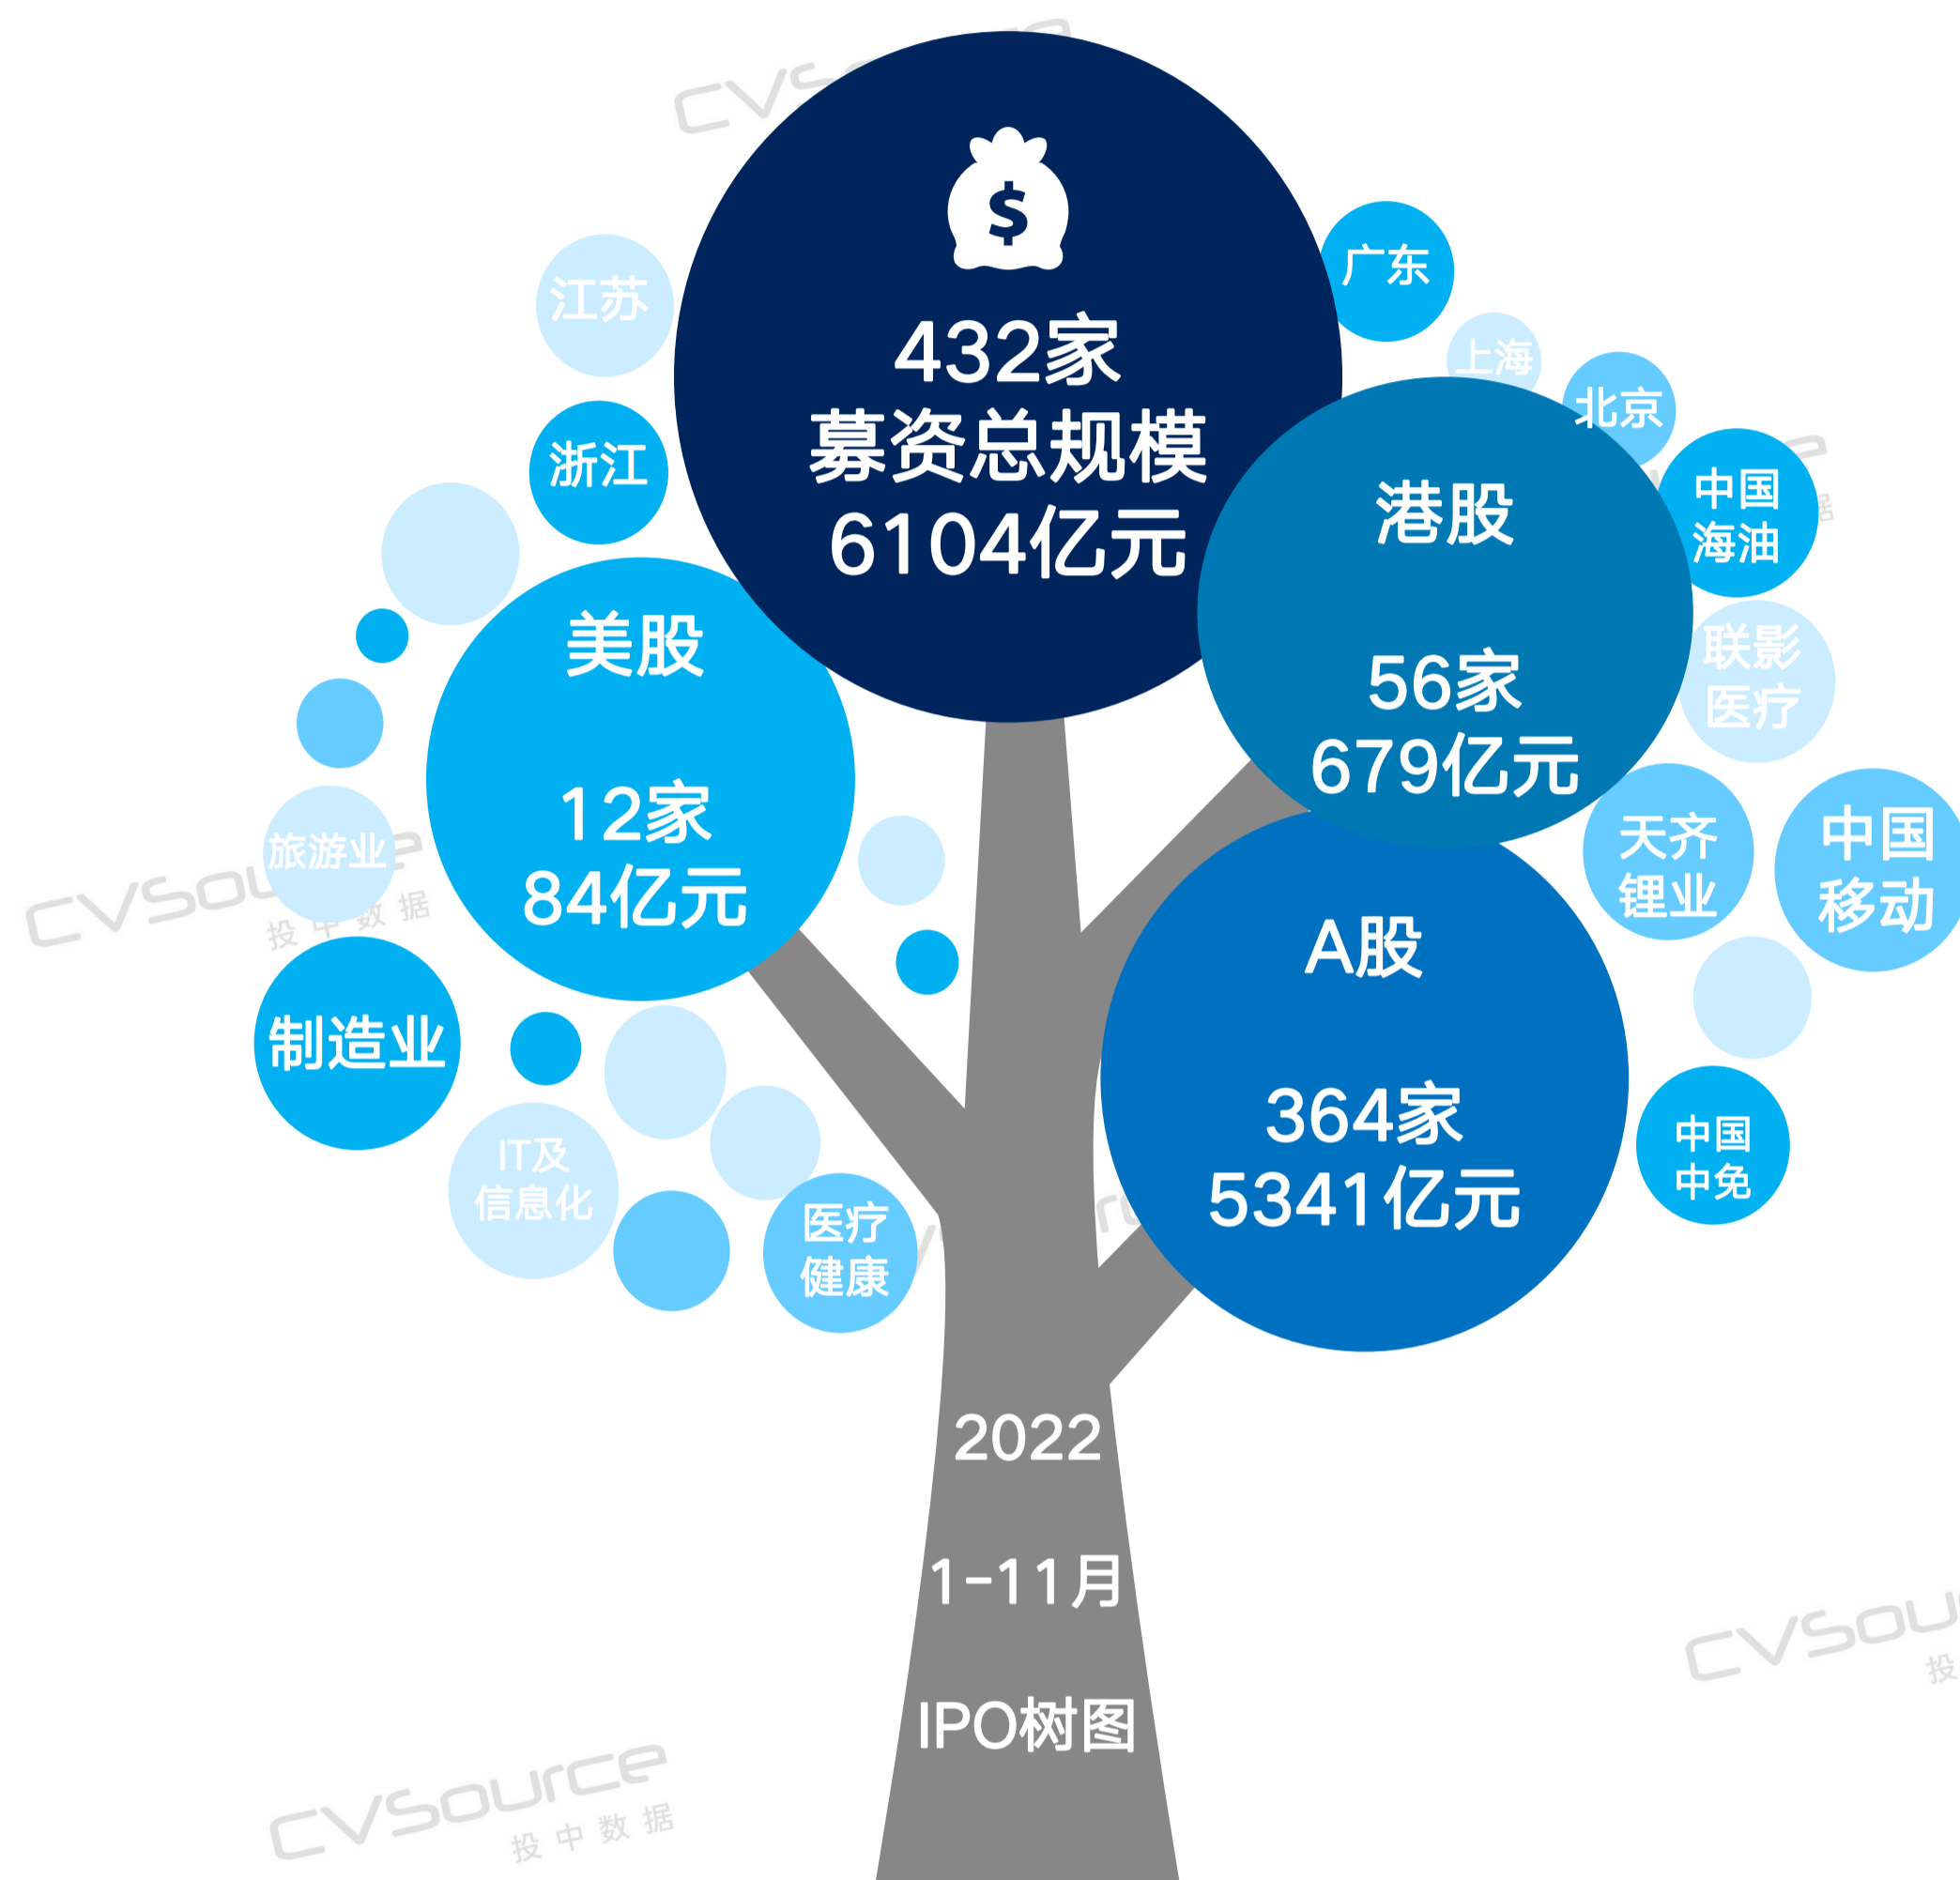 432家
募资总规模
6104亿元
江苏
浙江
广东
上海
北京
港股
56家
679亿元
中国
海油
联影
医疗
天齐
锂业
中国
移动
中国
中免
美股
12家
84亿元
A股
364家
5341亿元
旅游业
制造业
IT及
信息化
医疗
健康
2022
1-11月
IPO树图
CVSource
投中数据